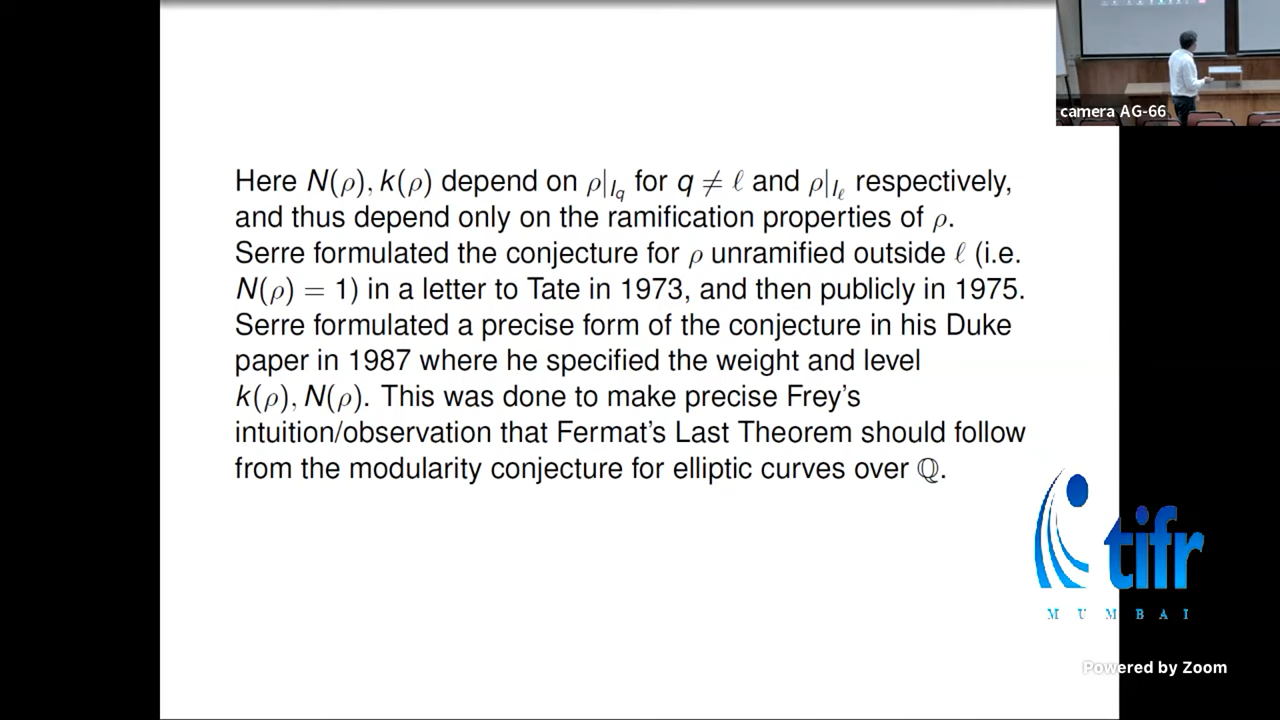 camera AG-66
Here N(ρ), k(ρ) depend on ρ|_{I_q} for q ≠ ℓ and ρ|_{I_ℓ} respectively,
and thus depend only on the ramification properties of ρ.
Serre formulated the conjecture for ρ unramified outside ℓ (i.e.
N(ρ) = 1) in a letter to Tate in 1973, and then publicly in 1975.
Serre formulated a precise form of the conjecture in his Duke
paper in 1987 where he specified the weight and level
k(ρ), N(ρ). This was done to make precise Frey's
intuition/observation that Fermat's Last Theorem should follow
from the modularity conjecture for elliptic curves over ℚ.
tifr
MUMBAI
Powered by Zoom